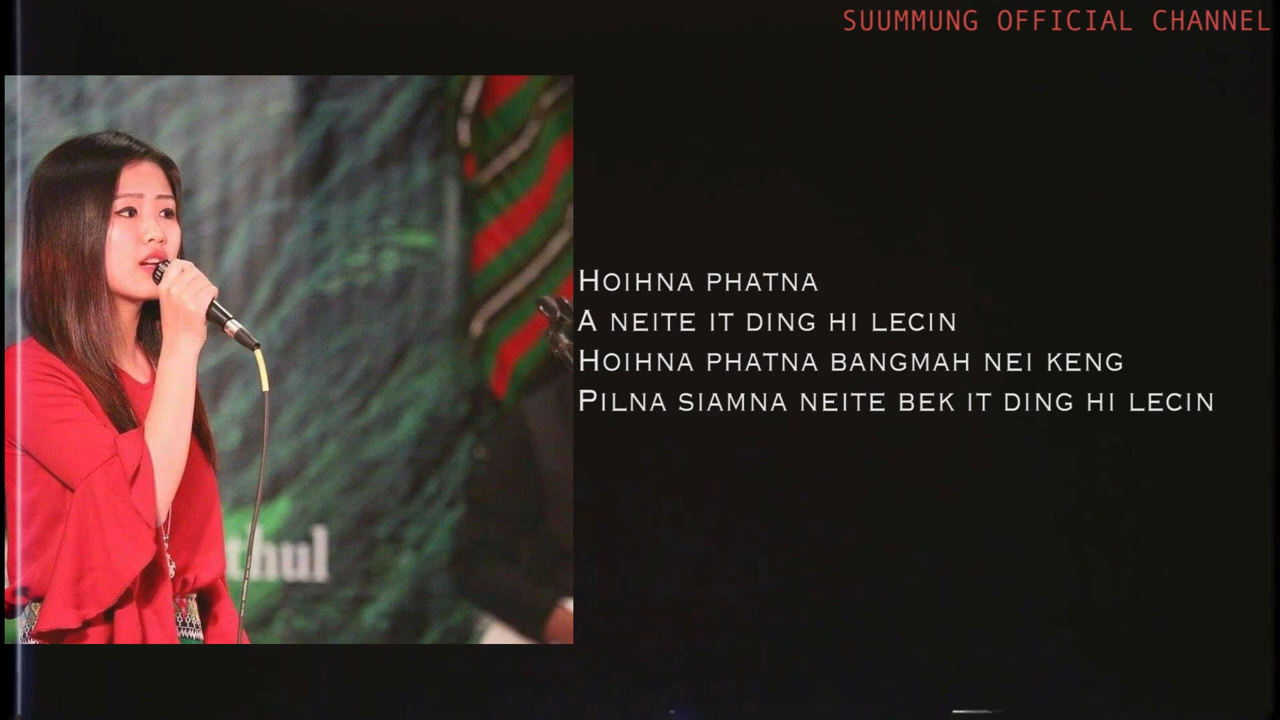 SUUMMUNG OFFICIAL CHANNEL
HOIHNA PHATNA
A NEITE IT DING HI LECIN
HOIHNA PHATNA BANGMAH NEI KENG
PILNA SIAMNA NEITE BEK IT DING HI LECIN
thul